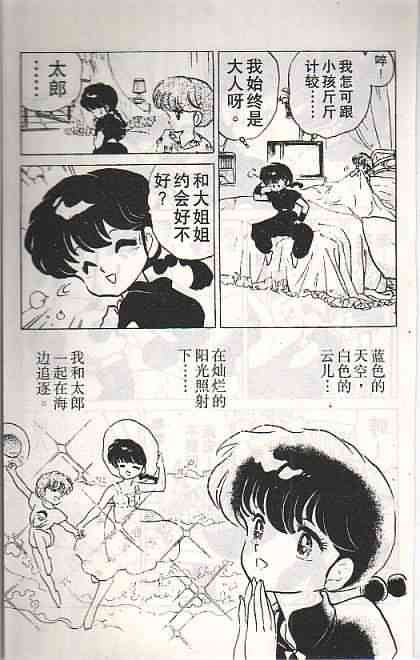 哗！
我怎可跟
小孩斤斤
计较……
我始终是
大人呀。
太郎
……
和大姐姐
约会好不
好？
蓝色的
天空，
白色的
云儿…
在灿烂的
阳光照射
下……
我和太郎
一起在海
边追逐。